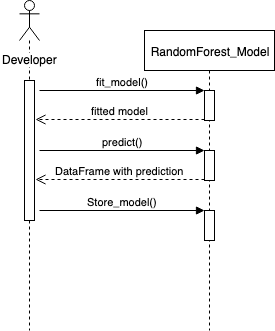 Developer
RandomForest_Model
fit_model()
fitted model
predict()
DataFrame with prediction
Store_model()